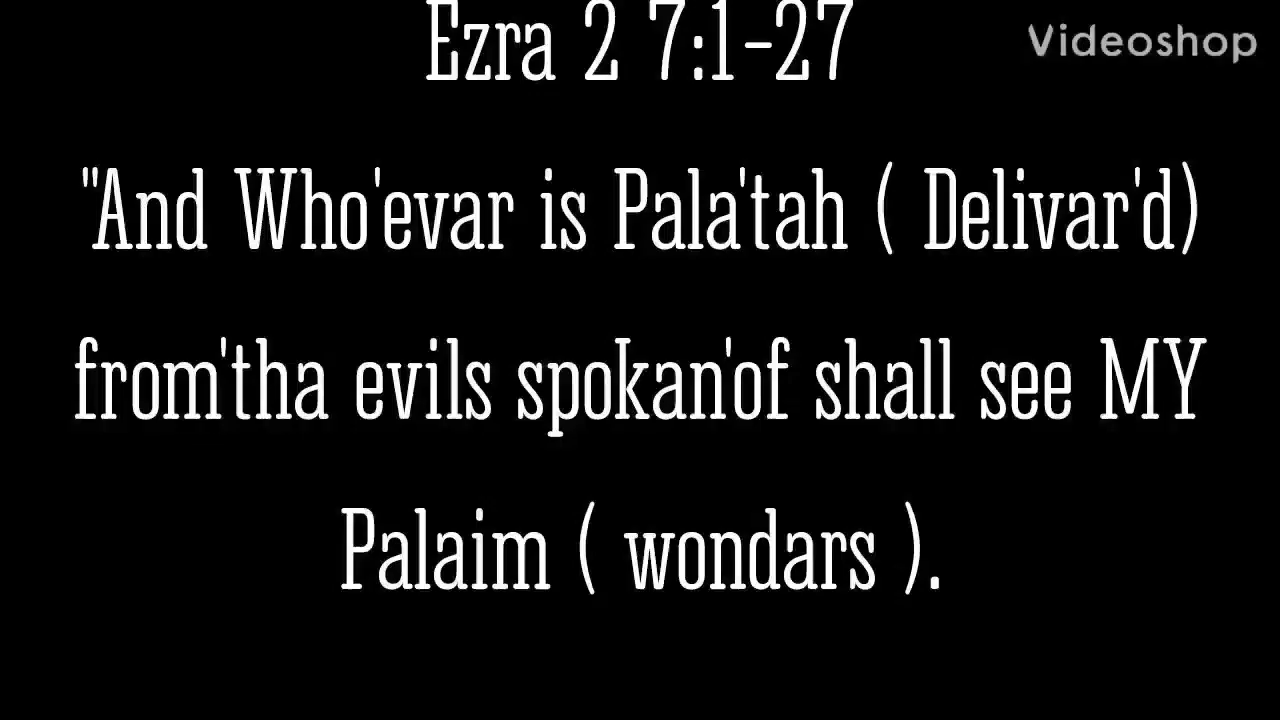 Ezra 2 7:1-27
Videoshop
"And Who'evar is Pala'tah ( Delivar'd)
from'tha evils spokan'of shall see MY
Palaim ( wondars ).